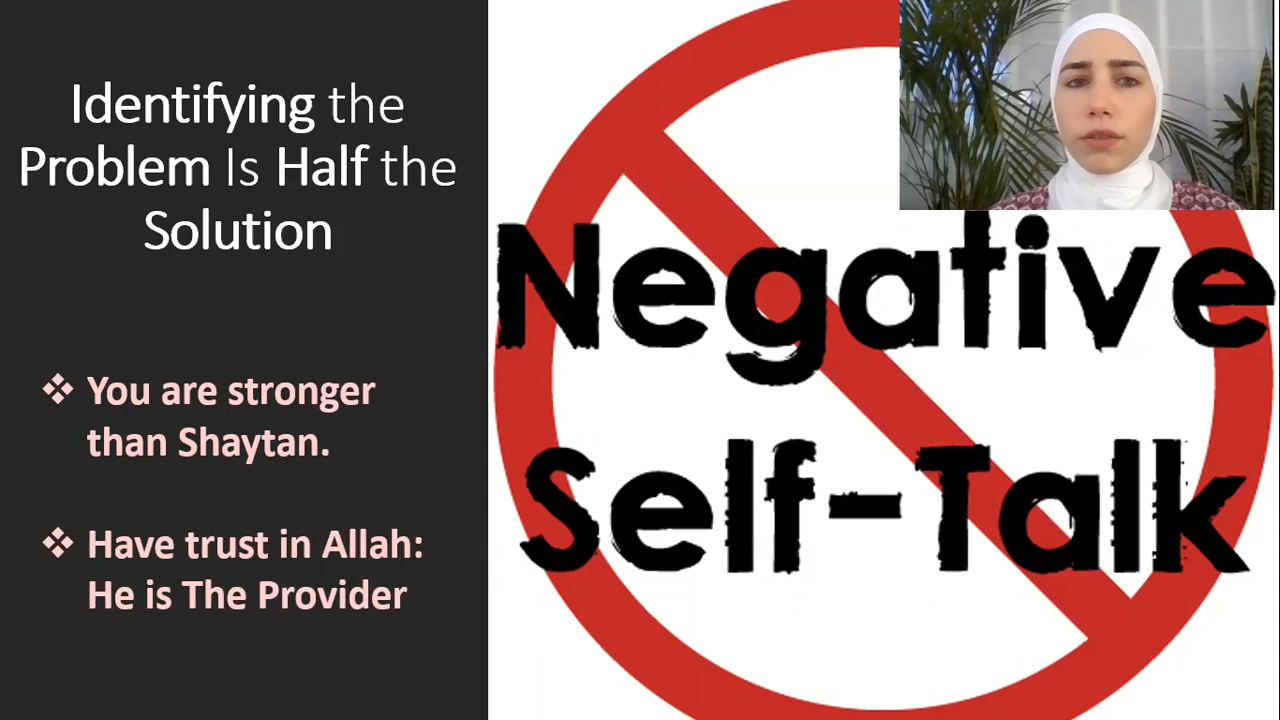 Identifying the
Problem Is Half the
Solution
❖ You are stronger
than Shaytan.
❖ Have trust in Allah:
He is The Provider
Negative
Self-Talk